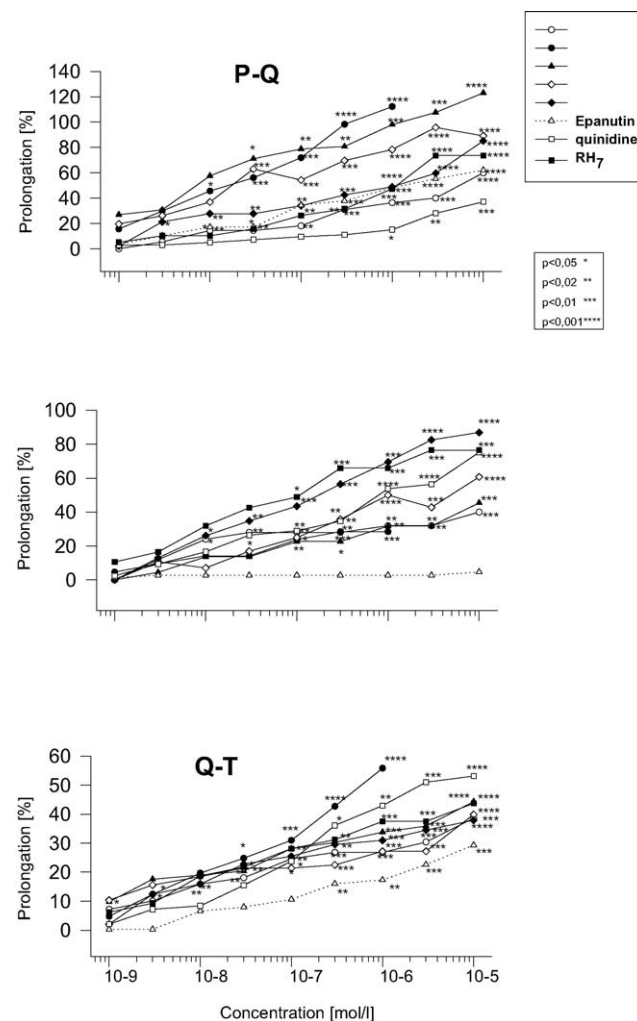 P-Q
Prolongation [%]
140
120
100
80
60
40
20
0
Epanutin
quinidine
RH7
p<0,05 *
p<0,02 **
p<0,01 ***
p<0,001****
Prolongation [%]
100
80
60
40
20
0
Q-T
Prolongation [%]
60
50
40
30
20
10
0
10-9 10-8 10-7 10-6 10-5
Concentration [mol/l]